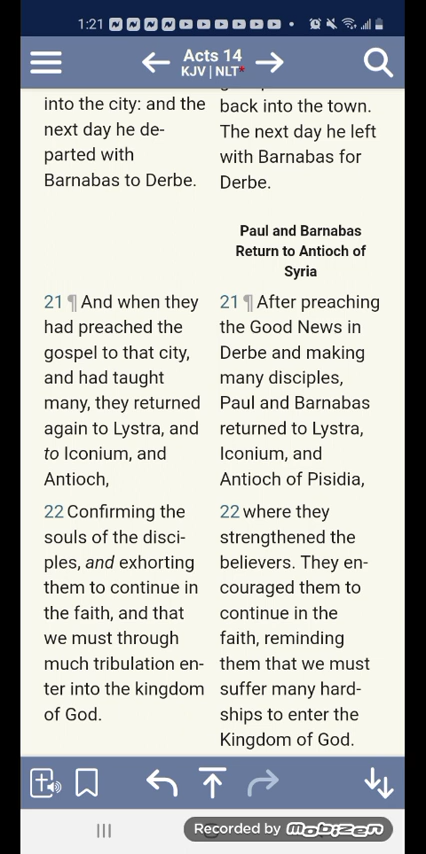 1:21
Acts 14
KJV | NLT*
into the city: and the
next day he de-
parted with
Barnabas to Derbe.
back into the town.
The next day he left
with Barnabas for
Derbe.
Paul and Barnabas
Return to Antioch of
Syria
21 ¶ And when they
had preached the
gospel to that city,
and had taught
many, they returned
again to Lystra, and
to Iconium, and
Antioch,
22 Confirming the
souls of the disci-
ples, and exhorting
them to continue in
the faith, and that
we must through
much tribulation en-
ter into the kingdom
of God.
21 ¶ After preaching
the Good News in
Derbe and making
many disciples,
Paul and Barnabas
returned to Lystra,
Iconium, and
Antioch of Pisidia,
22 where they
strengthened the
believers. They en-
couraged them to
continue in the
faith, reminding
them that we must
suffer many hard-
ships to enter the
Kingdom of God.
Recorded by Mobizen